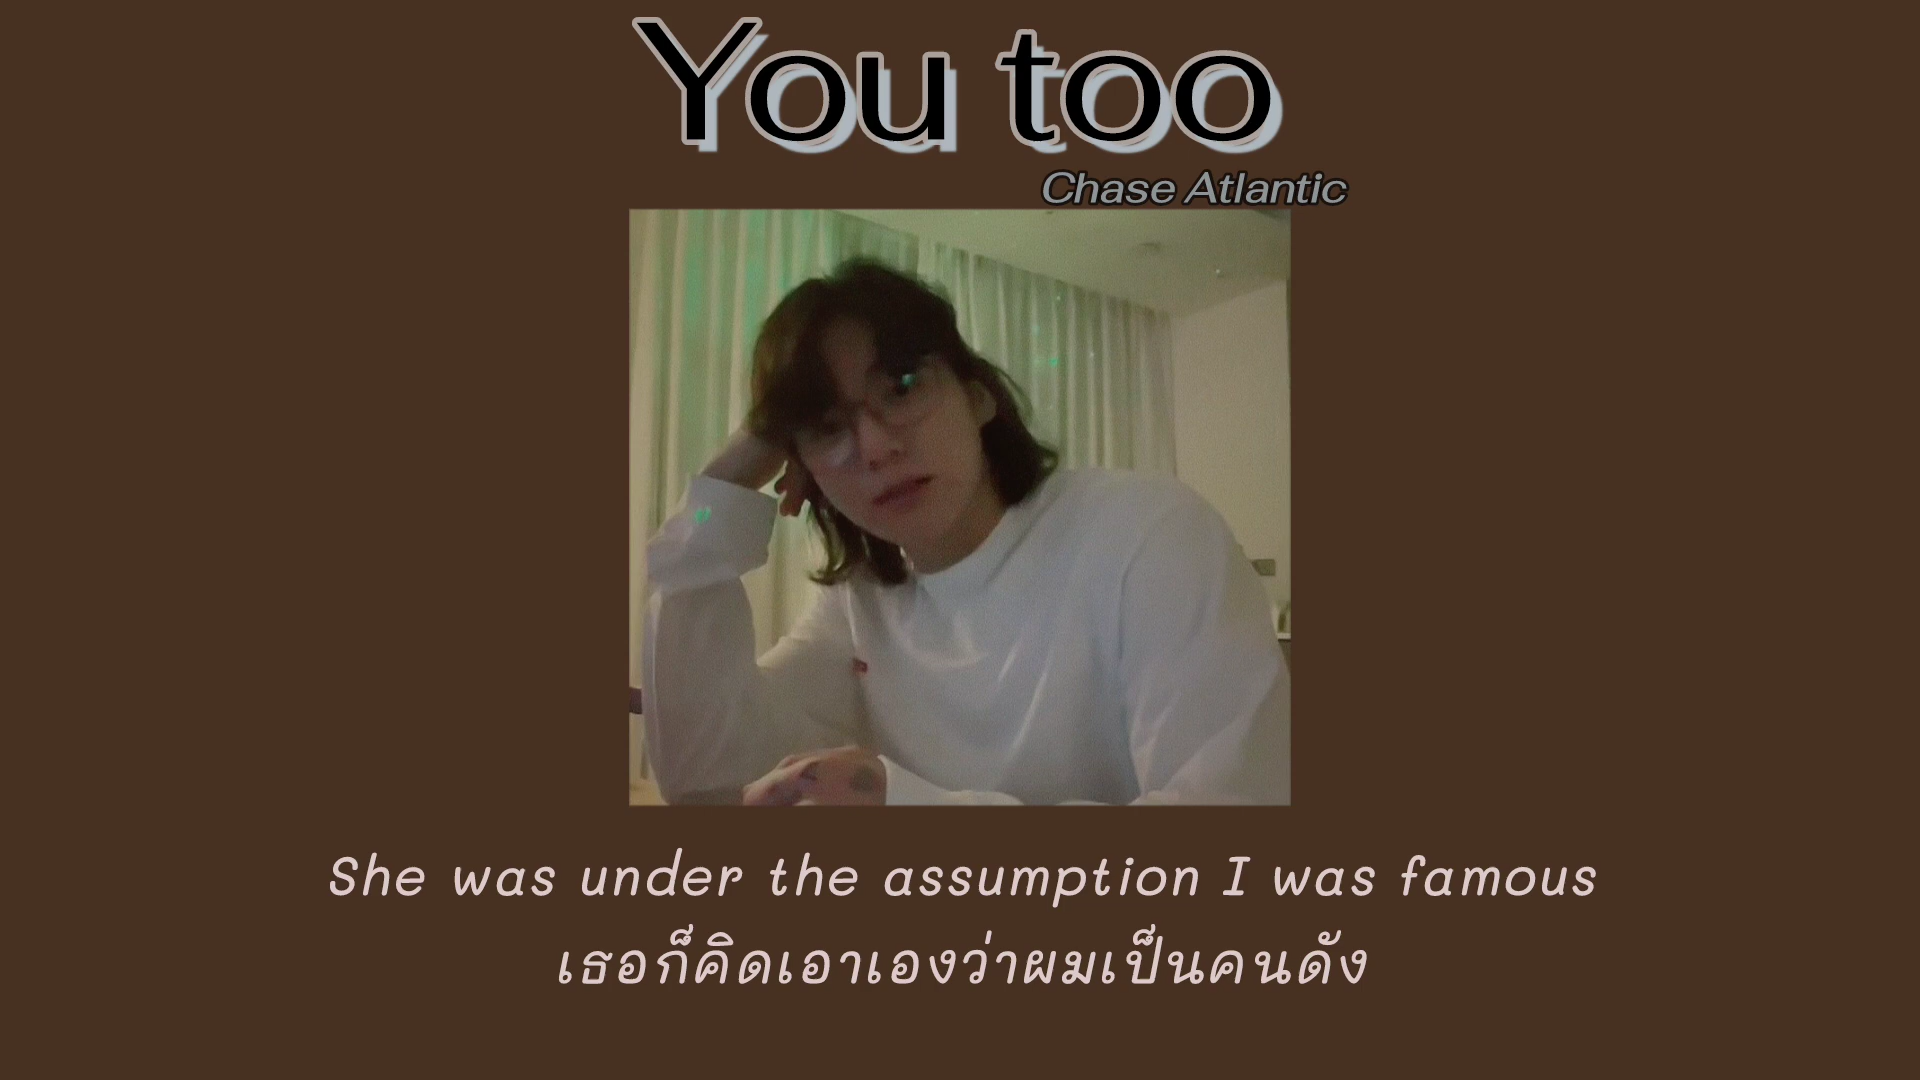 You too
Chase Atlantic
She was under the assumption I was famous
เธอก็คิดเอาเองว่าผมเป็นคนดัง